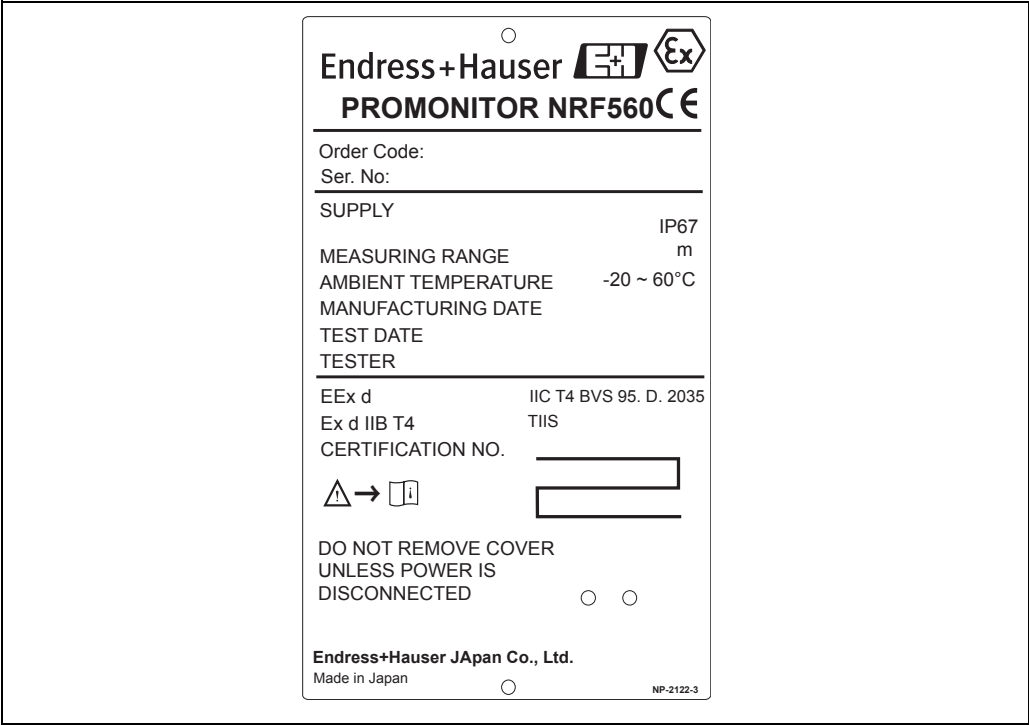 Endress+Hauser E+H Ex
PROMONITOR NRF560 CE
Order Code:
Ser. No:
SUPPLY
IP67
MEASURING RANGE m
AMBIENT TEMPERATURE -20 ~ 60°C
MANUFACTURING DATE
TEST DATE
TESTER
EEx d IIC T4 BVS 95. D. 2035
Ex d IIB T4 TIIS
CERTIFICATION NO.
DO NOT REMOVE COVER
UNLESS POWER IS
DISCONNECTED
Endress+Hauser JApan Co., Ltd.
Made in Japan
NP-2122-3